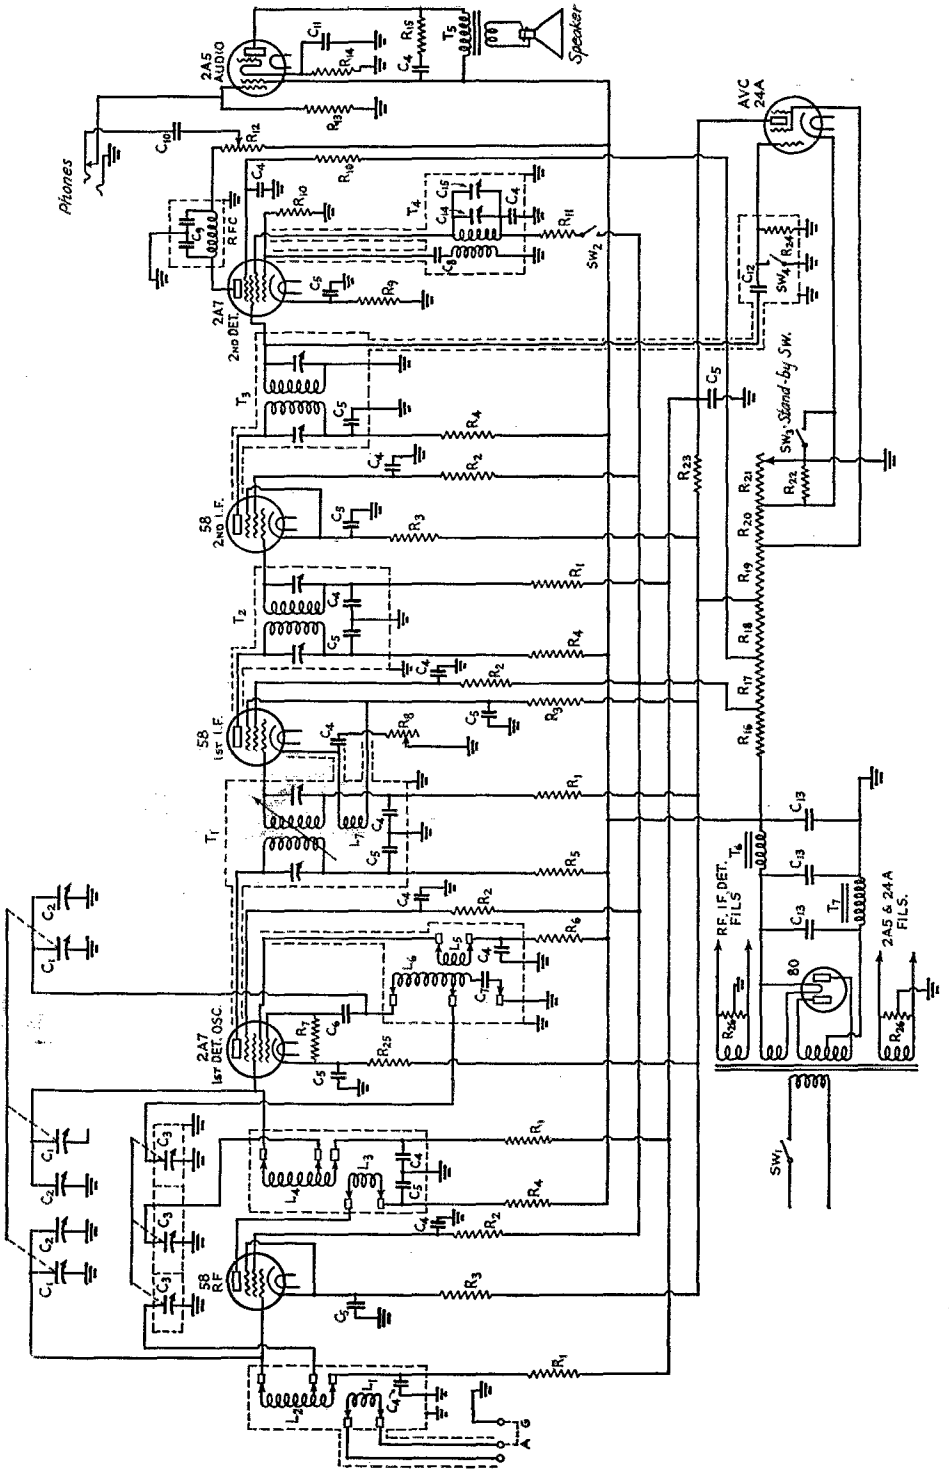 C1
C2
C2
C1
C1
C2
Phones
C3
C3
C3
C10
58
RF
2A7
1ST DET. OSC.
58
1ST I.F.
58
2ND I.F.
2A7
2ND DET.
2A5
AUDIO
T1
T2
T3
C9
RFC
R12
L2
L4
R7
C6
L6
L7
R10
C11
R14
L1
L3
C5
C4
C5
C5
R13
C4
C4
C5
R25
L5
C7
C5
C4
C5
C4
C5
R9
C4
R10
C5
C4
R8
T4
C8
C14
C15
C4
R15
C4
T5
A
G
C4
R2
C4
R2
C4
R2
C4
R2
R3
C4
C5
R3
R3
R1
R4
R1
R6
R5
R1
R4
R1
R4
R11
SW2
Speaker
R23
C5
SW1
R26
RF. IF. DET.
FILS
T6
R16
R17
R18
R19
R20
R21
R22
SW3-Stand-by SW.
C12
SW4
R24
AVC
24A
80
C13
C13
C13
T7
2A5 & 24A
FILS.
R26